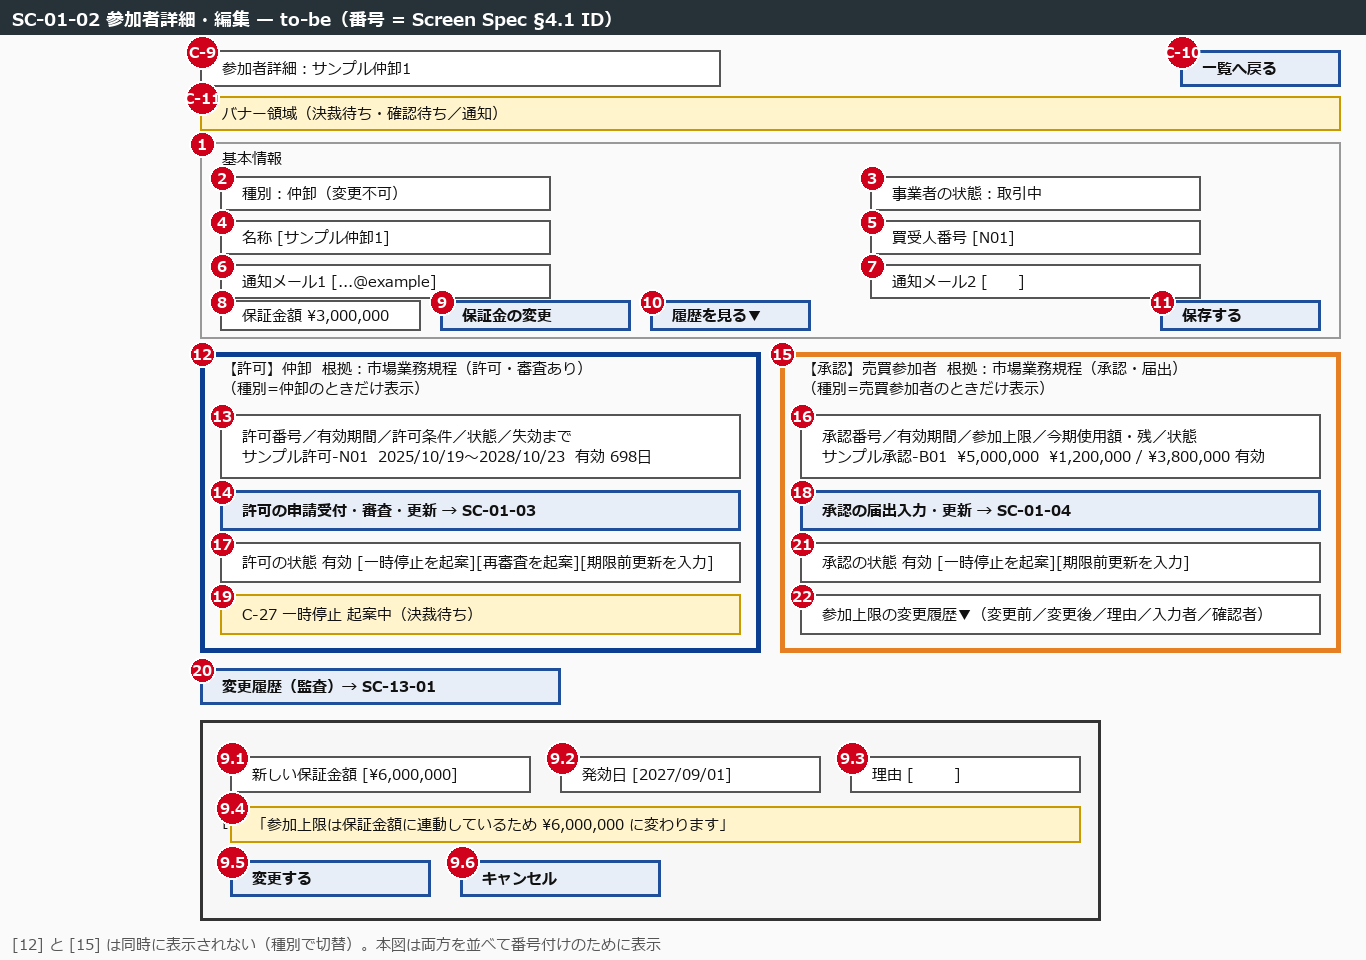 SC-01-02 参加者詳細・編集 — to-be（番号 = Screen Spec §4.1 ID）
C-9 参加者詳細：サンプル仲卸1
C-10 一覧へ戻る
C-11 バナー領域（決裁待ち・確認待ち／通知）
1 基本情報
2 種別：仲卸（変更不可）
3 事業者の状態：取引中
4 名称 [サンプル仲卸1]
5 買受人番号 [N01]
6 通知メール1 [...@example]
7 通知メール2 [ ]
8 保証金額 ¥3,000,000
9 保証金の変更
10 履歴を見る▼
11 保存する
12 【許可】仲卸 根拠：市場業務規程（許可・審査あり）
（種別=仲卸のときだけ表示）
13 許可番号／有効期間／許可条件／状態／失効まで
サンプル許可-N01 2025/10/19～2028/10/23 有効 698日
14 許可の申請受付・審査・更新 → SC-01-03
17 許可の状態 有効 [一時停止を起案][再審査を起案][期限前更新を入力]
19 C-27 一時停止 起案中（決裁待ち）
15 【承認】売買参加者 根拠：市場業務規程（承認・届出）
（種別=売買参加者のときだけ表示）
16 承認番号／有効期間／参加上限／今期使用額・残／状態
サンプル承認-B01 ¥5,000,000 ¥1,200,000 / ¥3,800,000 有効
18 承認の届出入力・更新 → SC-01-04
21 承認の状態 有効 [一時停止を起案][期限前更新を入力]
22 参加上限の変更履歴▼（変更前／変更後／理由／入力者／確認者）
20 変更履歴（監査）→ SC-13-01
9.1 新しい保証金額 [¥6,000,000]
9.2 発効日 [2027/09/01]
9.3 理由 [ ]
9.4 「参加上限は保証金額に連動しているため ¥6,000,000 に変わります」
9.5 変更する
9.6 キャンセル
[12] と [15] は同時に表示されない（種別で切替）。本図は両方を並べて番号付けのために表示